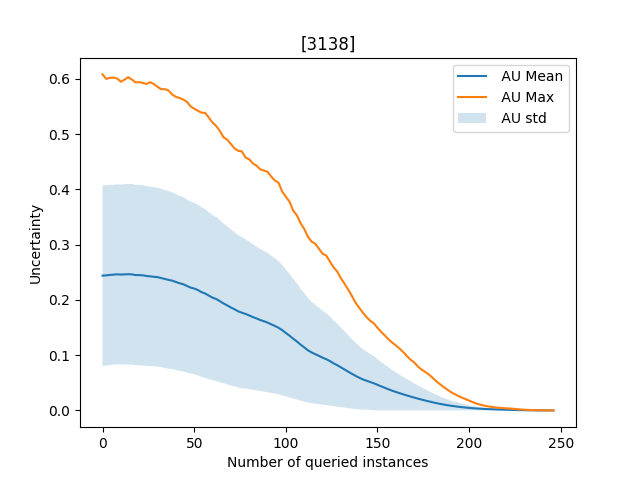 [3138]
AU Mean
AU Max
AU std
Uncertainty
0.6
0.5
0.4
0.3
0.2
0.1
0.0
0 50 100 150 200 250
Number of queried instances